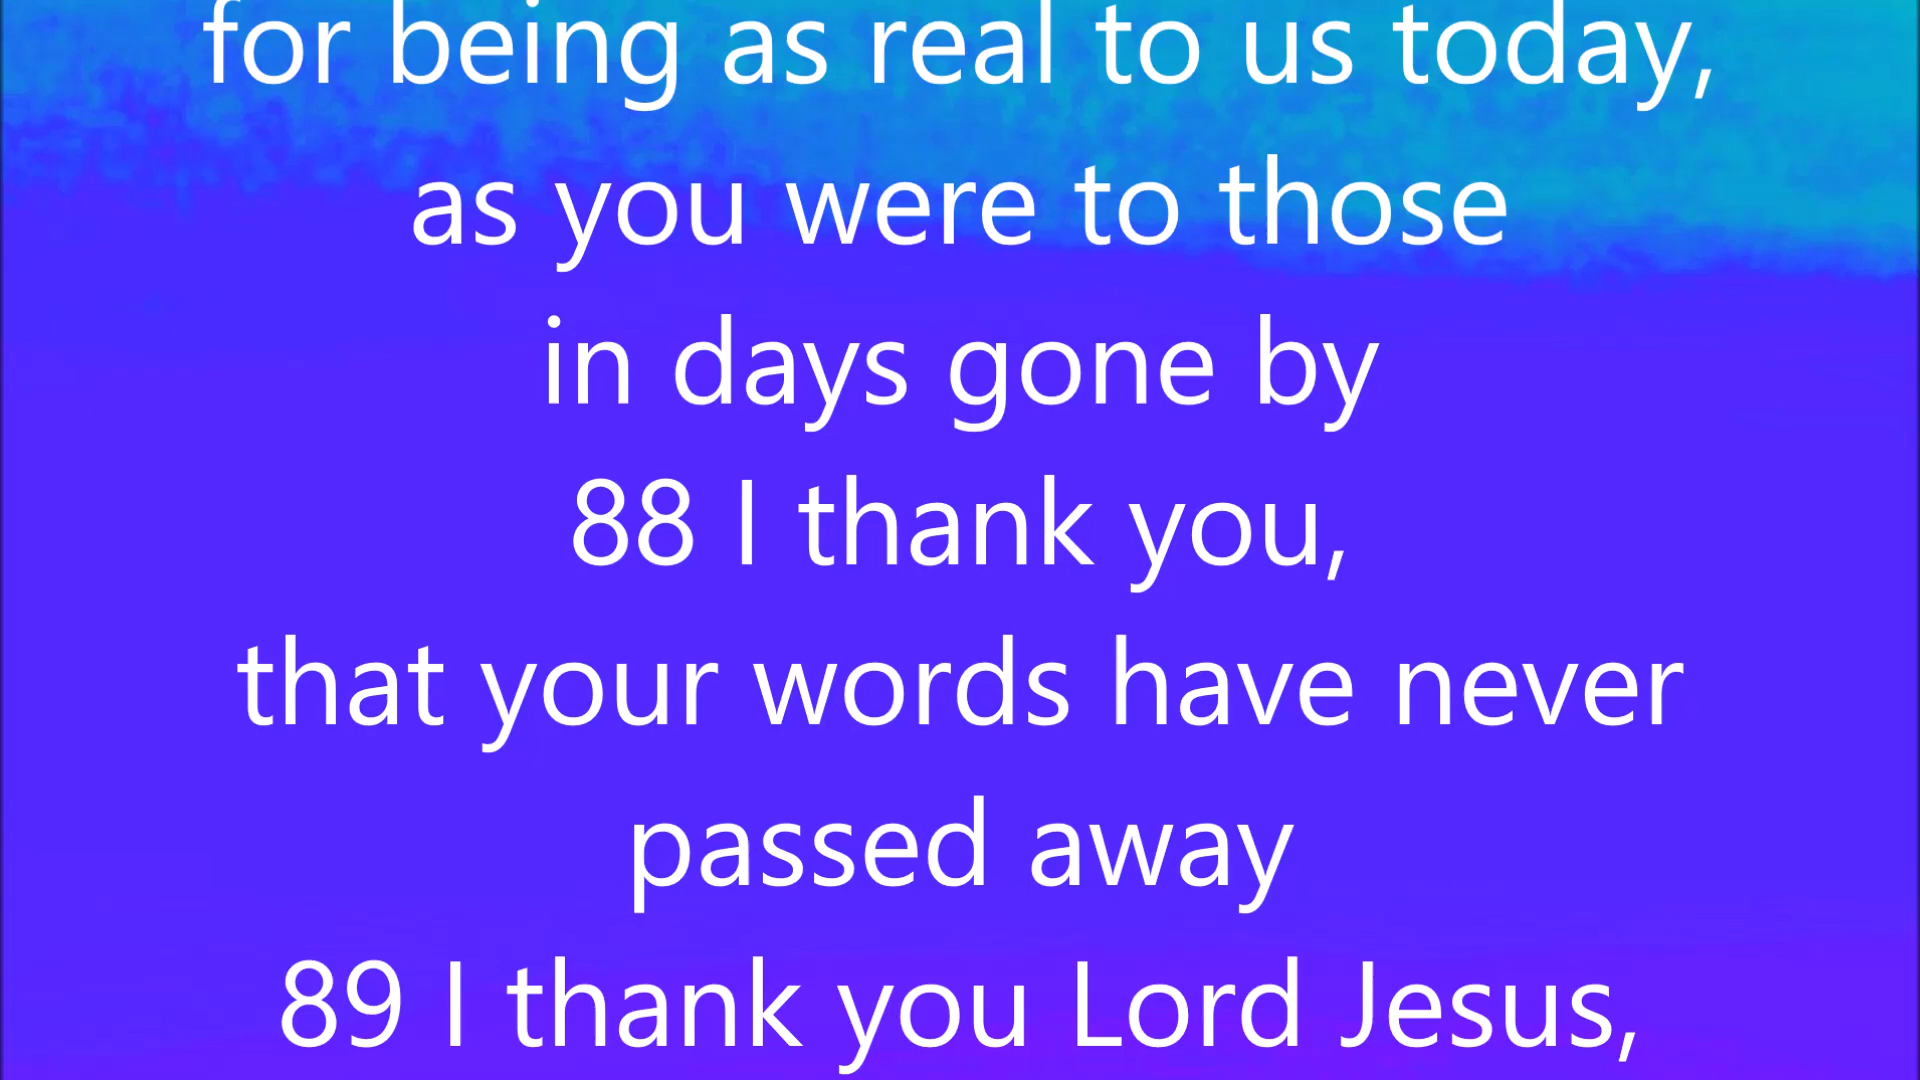 for being as real to us today,
as you were to those
in days gone by
88 I thank you,
that your words have never
passed away
89 I thank you Lord Jesus,